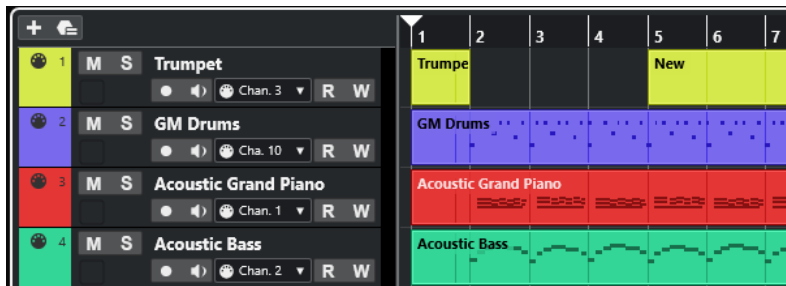 1 2 3 4 5 6 7
1 M S Trumpet
Chan. 3 R W
Trumpe
New
2 M S GM Drums
Cha. 10 R W
GM Drums
3 M S Acoustic Grand Piano
Chan. 1 R W
Acoustic Grand Piano
4 M S Acoustic Bass
Chan. 2 R W
Acoustic Bass